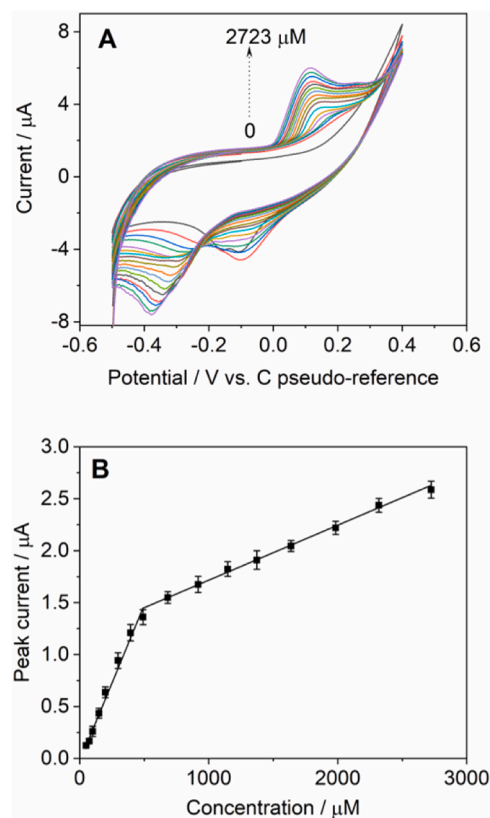 A
2723 μM
0
Current / μA
8
4
0
-4
-8
-0.6 -0.4 -0.2 0.0 0.2 0.4 0.6
Potential / V vs. C pseudo-reference
B
Peak current / μA
3.0
2.5
2.0
1.5
1.0
0.5
0.0
0 1000 2000 3000
Concentration / μM